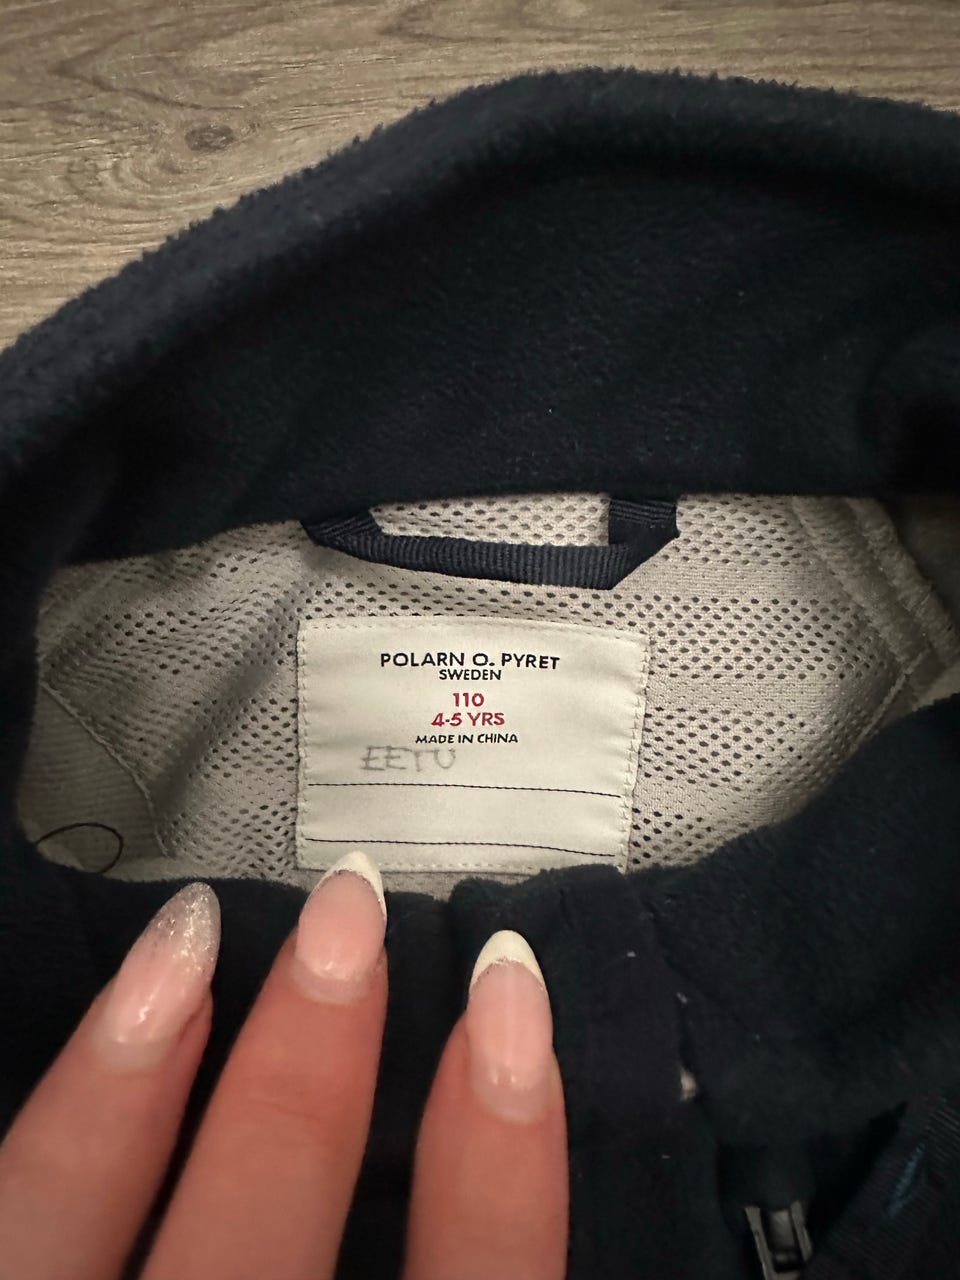 POLARN O. PYRET
SWEDEN
110
4-5 YRS
MADE IN CHINA
EETU